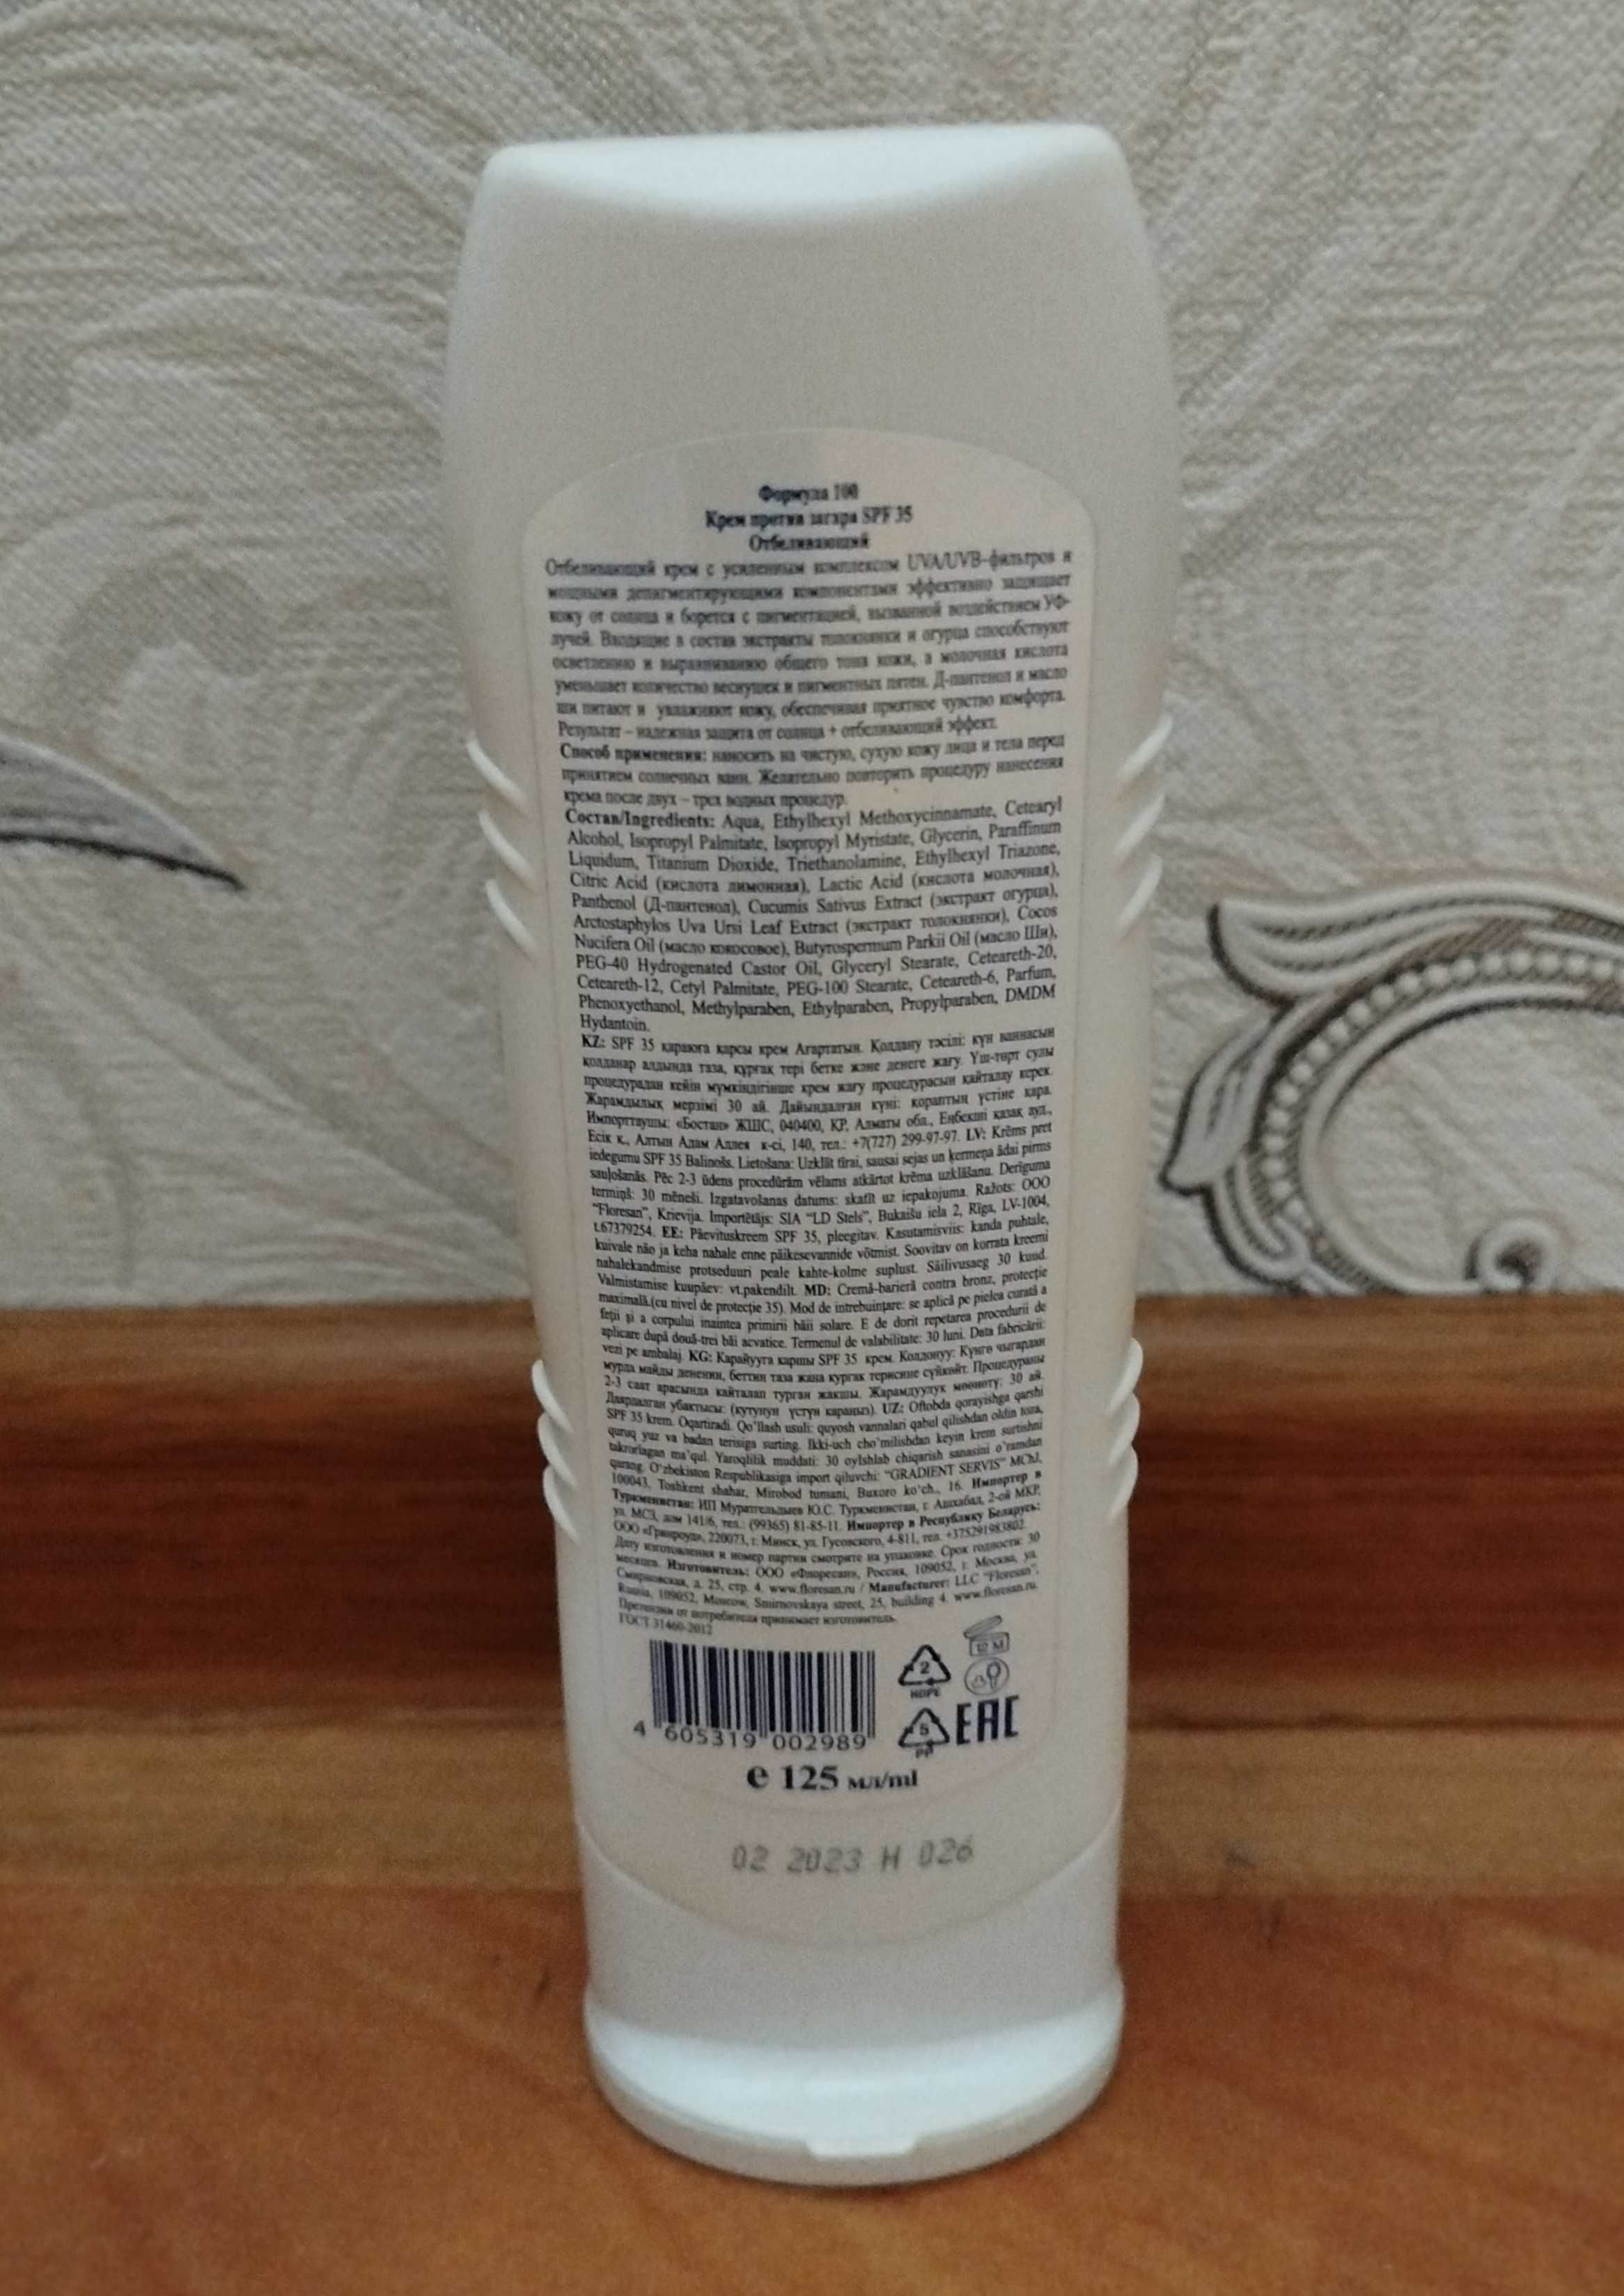 Формула 100
Крем против загара SPF 35
Отбеливающий
Отбеливающий крем с усиленным комплексом UVA/UVB-фильтров и
мощными депигментирующими компонентами эффективно защищает
кожу от солнца и борется с пигментацией, вызванной воздействием УФ-
лучей. Входящие в состав экстракты толокнянки и огурца способствуют
осветлению и выравниванию общего тона кожи, а молочная кислота
уменьшает количество веснушек и пигментных пятен. Д-пантенол и масло
ши питают и увлажняют кожу, обеспечивая приятное чувство комфорта.
Результат – надежная защита от солнца + отбеливающий эффект.
Способ применения: наносить на чистую, сухую кожу лица и тела перед
принятием солнечных ванн. Желательно повторить процедуру нанесения
крема после двух – трех водных процедур.
Состав/Ingredients: Aqua, Ethylhexyl Methoxycinnamate, Cetearyl
Alcohol, Isopropyl Palmitate, Isopropyl Myristate, Glycerin, Paraffinum
Liquidum, Titanium Dioxide, Triethanolamine, Ethylhexyl Triazone,
Citric Acid (кислота лимонная), Lactic Acid (кислота молочная),
Panthenol (Д-пантенол), Cucumis Sativus Extract (экстракт огурца),
Arctostaphylos Uva Ursi Leaf Extract (экстракт толокнянки), Cocos
Nucifera Oil (масло кокосовое), Butyrospermum Parkii Oil (масло Ши),
PEG-40 Hydrogenated Castor Oil, Glyceryl Stearate, Ceteareth-20,
Ceteareth-12, Cetyl Palmitate, PEG-100 Stearate, Ceteareth-6, Parfum,
Phenoxyethanol, Methylparaben, Ethylparaben, Propylparaben, DMDM
Hydantoin.
KZ: SPF 35 караюга карсы крем Агартатын. Колдану тәсілі: күн ваннасын
қолданар алдында таза, құрғақ тері бетке және денеге жағу. Үш-төрт сулы
процедурадан кейін мүмкіндігінше крем жағу процедурасын қайталау керек.
Жарамдылық мерзімі 30 ай. Дайындалған күні: қораптың үстіне қара.
Импорттаушы: «Бостан» ЖШС, 040400, КР, Алматы обл., Еңбекші қазақ ауд.,
Есік к., Алтын Адам Аллея к-сі, 140, тел.: +7(727) 299-97-97. LV: Krēms pret
iedegumu SPF 35 Balinošs. Lietošana: Uzklāt tīrai, sausai sejas un ķermeņa ādai pirms
sauļošanās. Pēc 2-3 ūdens procedūrām vēlams atkārtot krēma uzklāšanu. Derīguma
termiņš: 30 mēneši. Izgatavošanas datums: skatīt uz iepakojuma. Ražots: OOO
"Floresan", Krievija. Importētājs: SIA "LD Stels", Bukaišu iela 2, Rīga, LV-1004,
t.67379254. EE: Päevituskreem SPF 35, pleegitav. Kasutamisviis: kanda puhtale,
kuivale näo ja keha nahale enne päikesevannide võtmist. Soovitav on korrata kreemi
nahalekandmise protseduuri peale kahte-kolme suplust. Säilivusaeg 30 kuud.
Valmistamise kuupäev: vt.pakendilt. MD: Cremă-barieră contra bronz, protecție
maximală.(cu nivel de protecție 35). Mod de intrebuințare: se aplică pe pielea curată a
feții și a corpului inaintea primirii băii solare. E de dorit repetarea procedurii de
aplicare după două-trei băi acvatice. Termenul de valabilitate: 30 luni. Data fabricării:
vezi pe ambalaj. KG: Карайууга каршы SPF 35 крем. Колдонуу: Күнгө чыгардан
мурда майды дененин, беттин таза жана кургак терисине сүйкөйт. Процедураны
2-3 саат арасында кайталап турган жакшы. Жарамдуулук мөөнөтү: 30 ай.
Даярдалган убактысы: (кутунун үстүн караңыз). UZ: Oftobda qorayishga qarshi
SPF 35 krem. Oqartiradi. Qo'llash usuli: quyosh vannalari qabul qilishdan oldin toza,
quruq yuz va badan terisiga surting. Ikki-uch cho'milishdan keyin krem surtishni
takrorlagan ma'qul. Yaroqlilik muddati: 30 oyIshlab chiqarish sanasini o'ramdan
qarang. O'zbekiston Respublikasiga import qiluvchi: "GRADIENT SERVIS" MChJ,
100043, Toshkent shahar, Mirobod tumani, Buxoro ko'ch., 16. Импортер в
Туркменистан: ИП Муратгельдыев Ю.С. Туркменистан, г. Ашхабад, 2-ой МКР,
ул. МСЗ, дом 141/6, тел.: (99365) 81-85-11. Импортер в Республику Беларусь:
ООО «Гринроуд», 220073, г. Минск, ул. Гусовского, 4-811, тел. +375291983802.
Дату изготовления и номер партии смотрите на упаковке. Срок годности: 30
месяцев. Изготовитель: ООО «Флоресан», Россия, 109052, г. Москва, ул.
Смирновская, д. 25, стр. 4. www.floresan.ru / Manufacturer: LLC "Floresan",
Russia, 109052, Moscow, Smirnovskaya street, 25, building 4. www.floresan.ru.
Претензии от потребителя принимает изготовитель.
ГОСТ 31460-2012
12 M
2
HDPE
4 605319 002989
5
PP
EAC
e 125 мл/ml
02 2023 Н 026